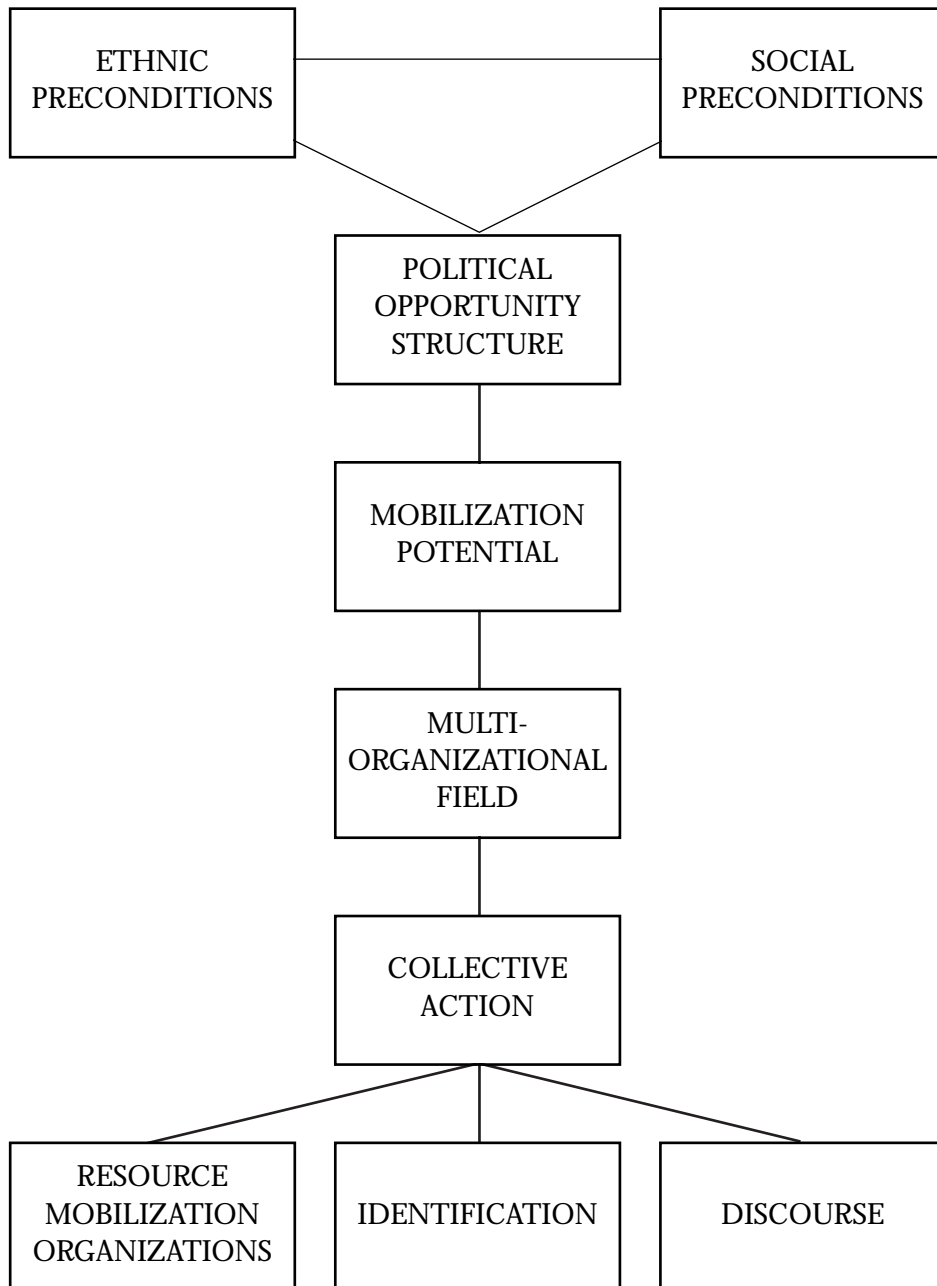 ETHNIC
PRECONDITIONS
SOCIAL
PRECONDITIONS
POLITICAL
OPPORTUNITY
STRUCTURE
MOBILIZATION
POTENTIAL
MULTI-
ORGANIZATIONAL
FIELD
COLLECTIVE
ACTION
RESOURCE
MOBILIZATION
ORGANIZATIONS
IDENTIFICATION
DISCOURSE